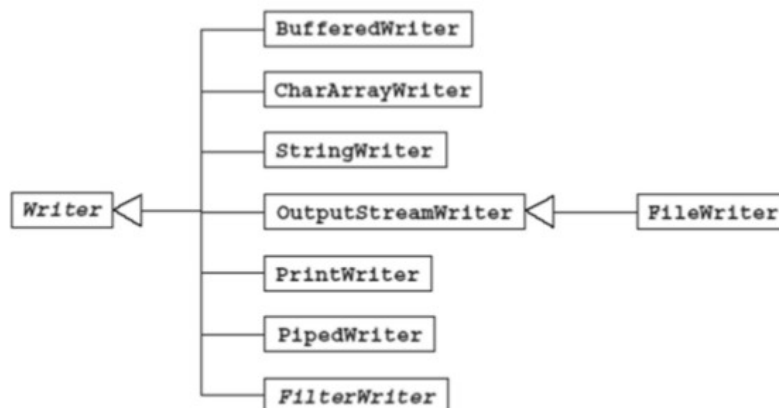 BufferedWriter
CharArrayWriter
StringWriter
Writer
OutputStreamWriter
FileWriter
PrintWriter
PipedWriter
FilterWriter